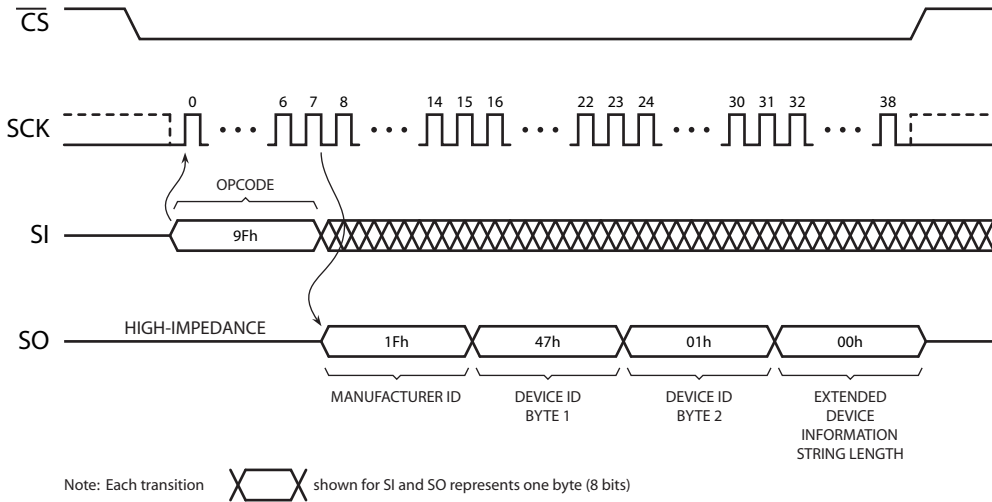 CS
SCK
0 6 7 8 14 15 16 22 23 24 30 31 32 38
OPCODE
SI
9Fh
HIGH-IMPEDANCE
SO
1Fh 47h 01h 00h
MANUFACTURER ID
DEVICE ID
BYTE 1
DEVICE ID
BYTE 2
EXTENDED
DEVICE
INFORMATION
STRING LENGTH
Note: Each transition shown for SI and SO represents one byte (8 bits)